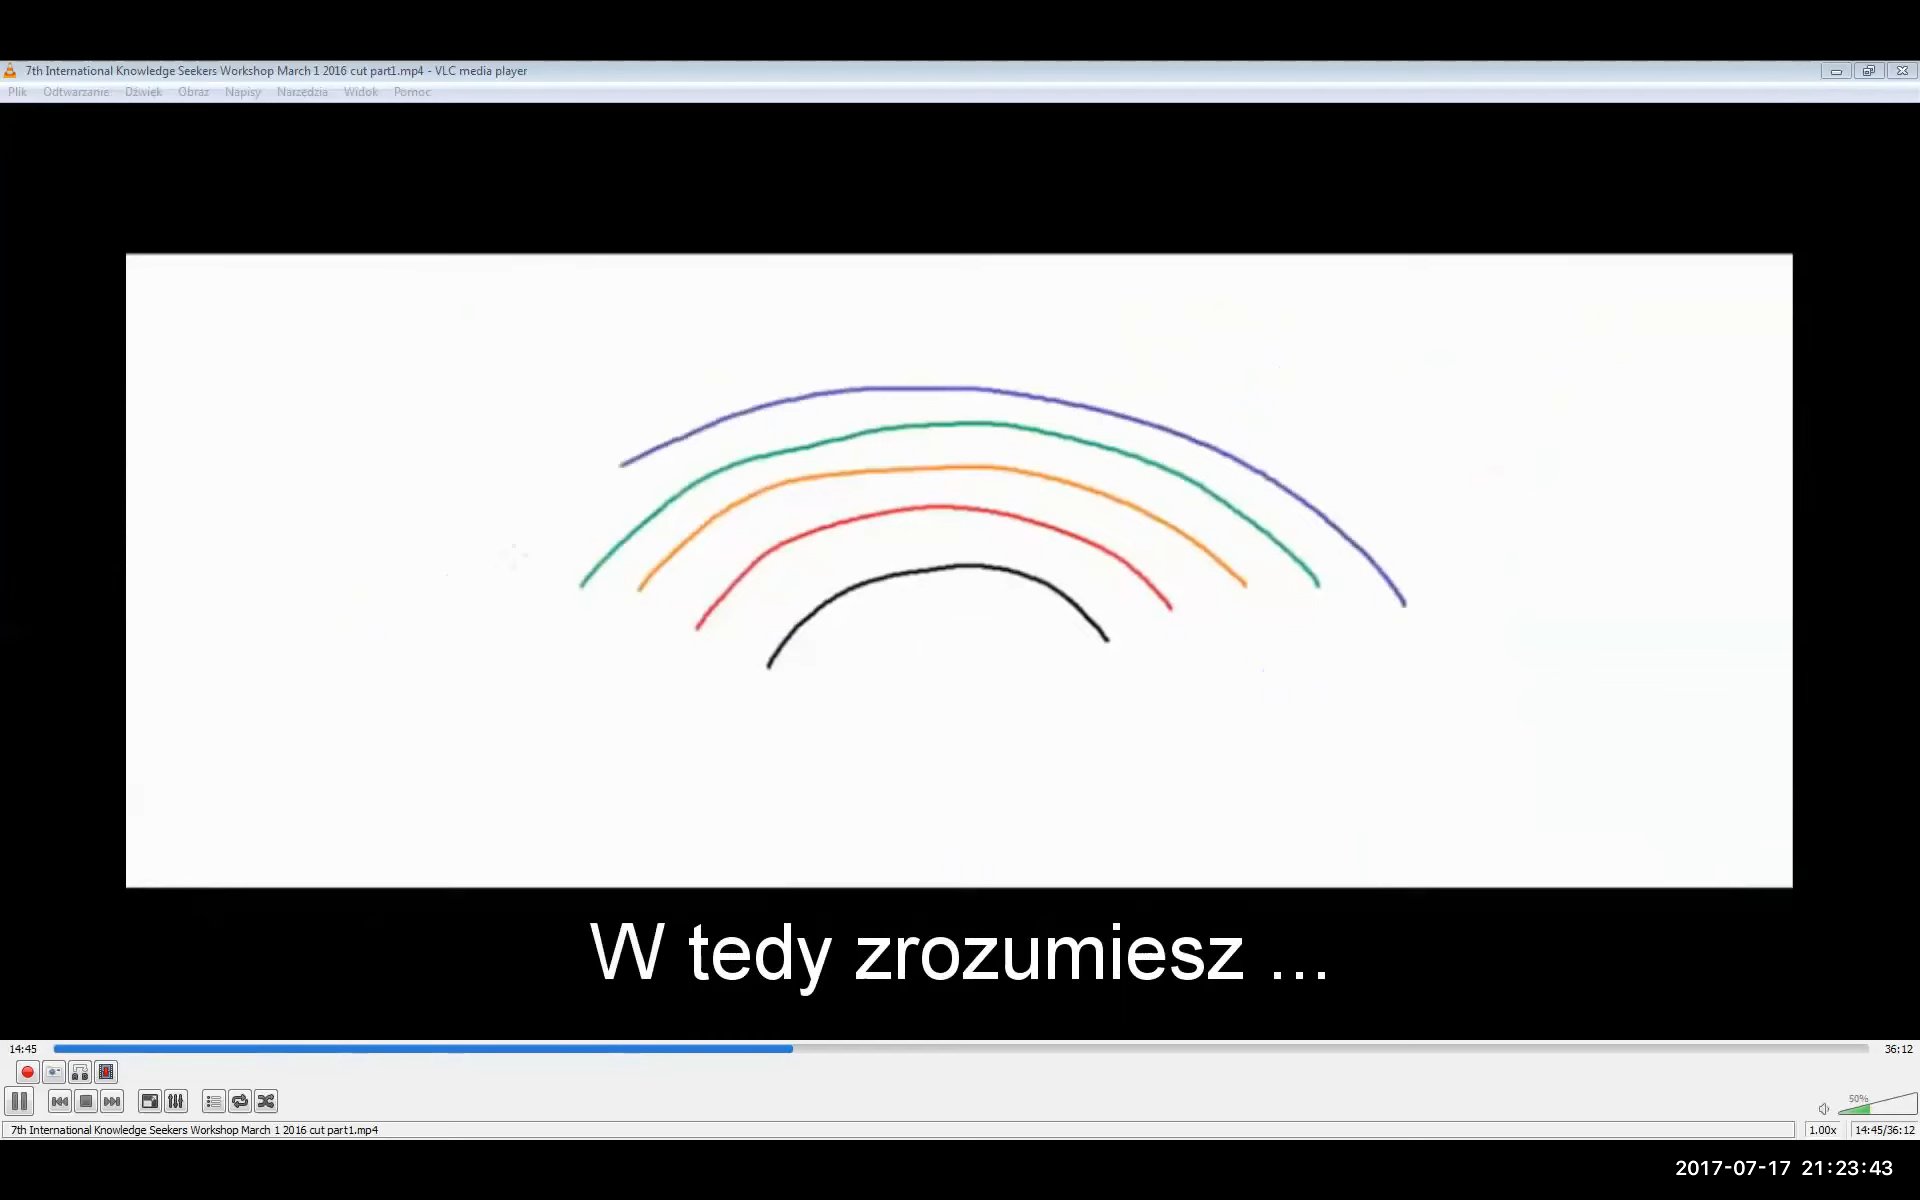 7th International Knowledge Seekers Workshop March 1 2016 cut part1.mp4 - VLC media player
Plik Odtwarzanie Dźwięk Obraz Napisy Narzędzia Widok Pomoc
W tedy zrozumiesz ...
14:45 36:12
50%
7th International Knowledge Seekers Workshop March 1 2016 cut part1.mp4 1.00x 14:45/36:12
2017-07-17 21:23:43